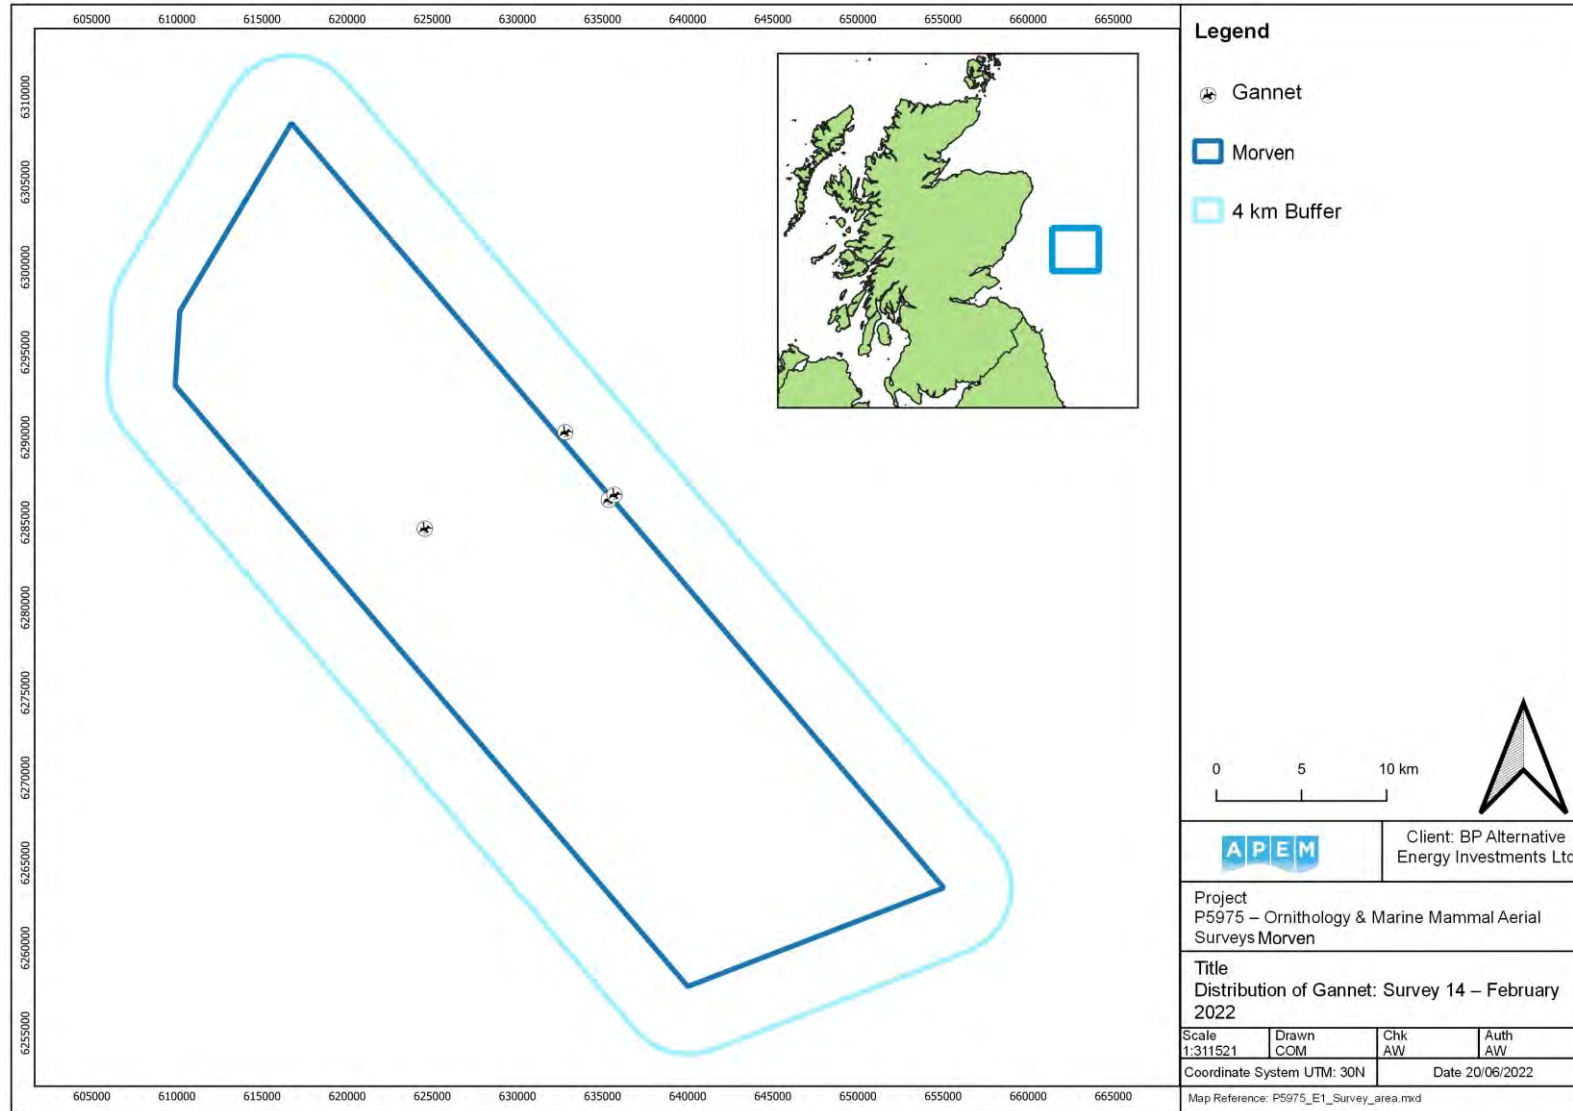 605000 610000 615000 620000 625000 630000 635000 640000 645000 650000 655000 660000 665000
6310000
6305000
6300000
6295000
6290000
6285000
6280000
6275000
6270000
6265000
6260000
6255000
605000 610000 615000 620000 625000 630000 635000 640000 645000 650000 655000 660000 665000
Legend
Gannet
Morven
4 km Buffer
0 5 10 km
APEM
Client: BP Alternative
Energy Investments Ltd
Project
P5975 – Ornithology & Marine Mammal Aerial
Surveys Morven
Title
Distribution of Gannet: Survey 14 – February
2022
Scale
1:311521
Drawn
COM
Chk
AW
Auth
AW
Coordinate System UTM: 30N
Date 20/06/2022
Map Reference: P5975_E1_Survey_area.mxd